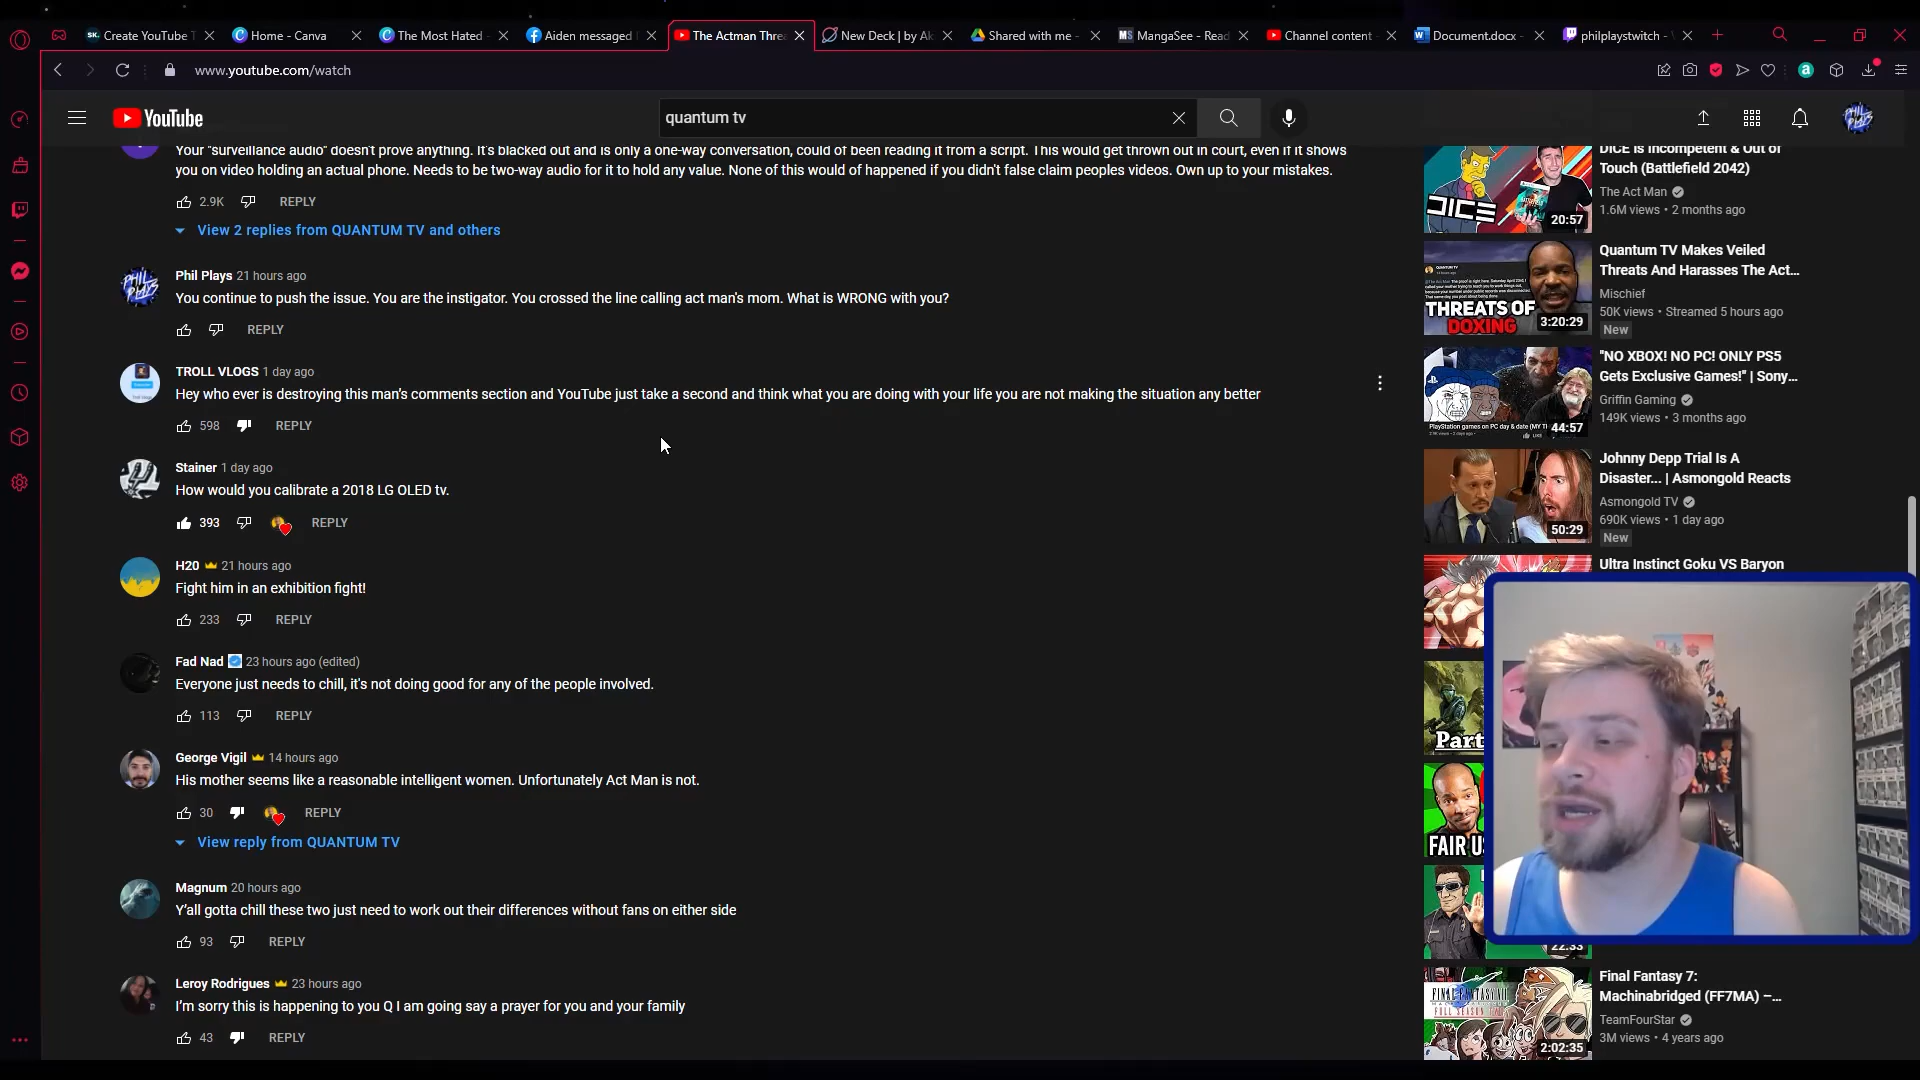 Create YouTube T
Home - Canva
The Most Hated
Aiden messaged
The Actman Threa
New Deck | by Ak
Shared with me -
MangaSee - Read
Channel content
Document.docx
philplaystwitch -
www.youtube.com/watch
YouTube
quantum tv
Your "surveillance audio" doesn't prove anything. It's blacked out and is only a one-way conversation, could of been reading it from a script. This would get thrown out in court, even if it shows
you on video holding an actual phone. Needs to be two-way audio for it to hold any value. None of this would of happened if you didn't false claim peoples videos. Own up to your mistakes.
2.9K REPLY
View 2 replies from QUANTUM TV and others
Phil Plays 21 hours ago
You continue to push the issue. You are the instigator. You crossed the line calling act man's mom. What is WRONG with you?
REPLY
TROLL VLOGS 1 day ago
Hey who ever is destroying this man's comments section and YouTube just take a second and think what you are doing with your life you are not making the situation any better
598 REPLY
Stainer 1 day ago
How would you calibrate a 2018 LG OLED tv.
393 REPLY
H20 21 hours ago
Fight him in an exhibition fight!
233 REPLY
Fad Nad 23 hours ago (edited)
Everyone just needs to chill, it's not doing good for any of the people involved.
113 REPLY
George Vigil 14 hours ago
His mother seems like a reasonable intelligent women. Unfortunately Act Man is not.
30 REPLY
View reply from QUANTUM TV
Magnum 20 hours ago
Y'all gotta chill these two just need to work out their differences without fans on either side
93 REPLY
Leroy Rodrigues 23 hours ago
I'm sorry this is happening to you Q I am going say a prayer for you and your family
43 REPLY
DICE is Incompetent & Out of
Touch (Battlefield 2042)
The Act Man
1.6M views • 2 months ago
DICE
20:57
Quantum TV Makes Veiled
Threats And Harasses The Act...
Mischief
50K views • Streamed 5 hours ago
New
THREATS OF
DOXING
3:20:29
"NO XBOX! NO PC! ONLY PS5
Gets Exclusive Games!" | Sony...
Griffin Gaming
149K views • 3 months ago
44:57
Johnny Depp Trial Is A
Disaster... | Asmongold Reacts
Asmongold TV
690K views • 1 day ago
New
50:29
Ultra Instinct Goku VS Baryon
Part
FAIR U
22:33
Final Fantasy 7:
Machinabridged (FF7MA) –...
TeamFourStar
3M views • 4 years ago
2:02:35